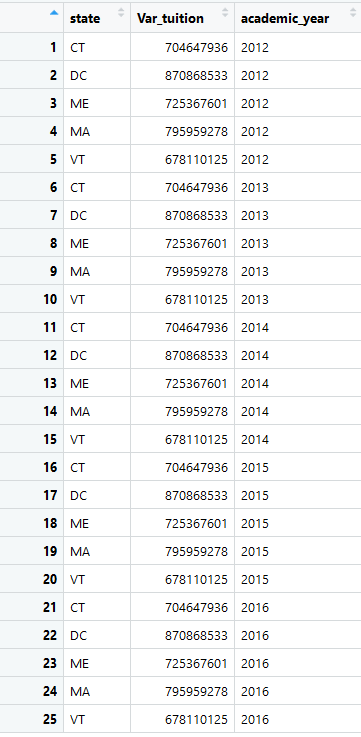 state Var_tuition academic_year
1 CT 704647936 2012
2 DC 870868533 2012
3 ME 725367601 2012
4 MA 795959278 2012
5 VT 678110125 2012
6 CT 704647936 2013
7 DC 870868533 2013
8 ME 725367601 2013
9 MA 795959278 2013
10 VT 678110125 2013
11 CT 704647936 2014
12 DC 870868533 2014
13 ME 725367601 2014
14 MA 795959278 2014
15 VT 678110125 2014
16 CT 704647936 2015
17 DC 870868533 2015
18 ME 725367601 2015
19 MA 795959278 2015
20 VT 678110125 2015
21 CT 704647936 2016
22 DC 870868533 2016
23 ME 725367601 2016
24 MA 795959278 2016
25 VT 678110125 2016